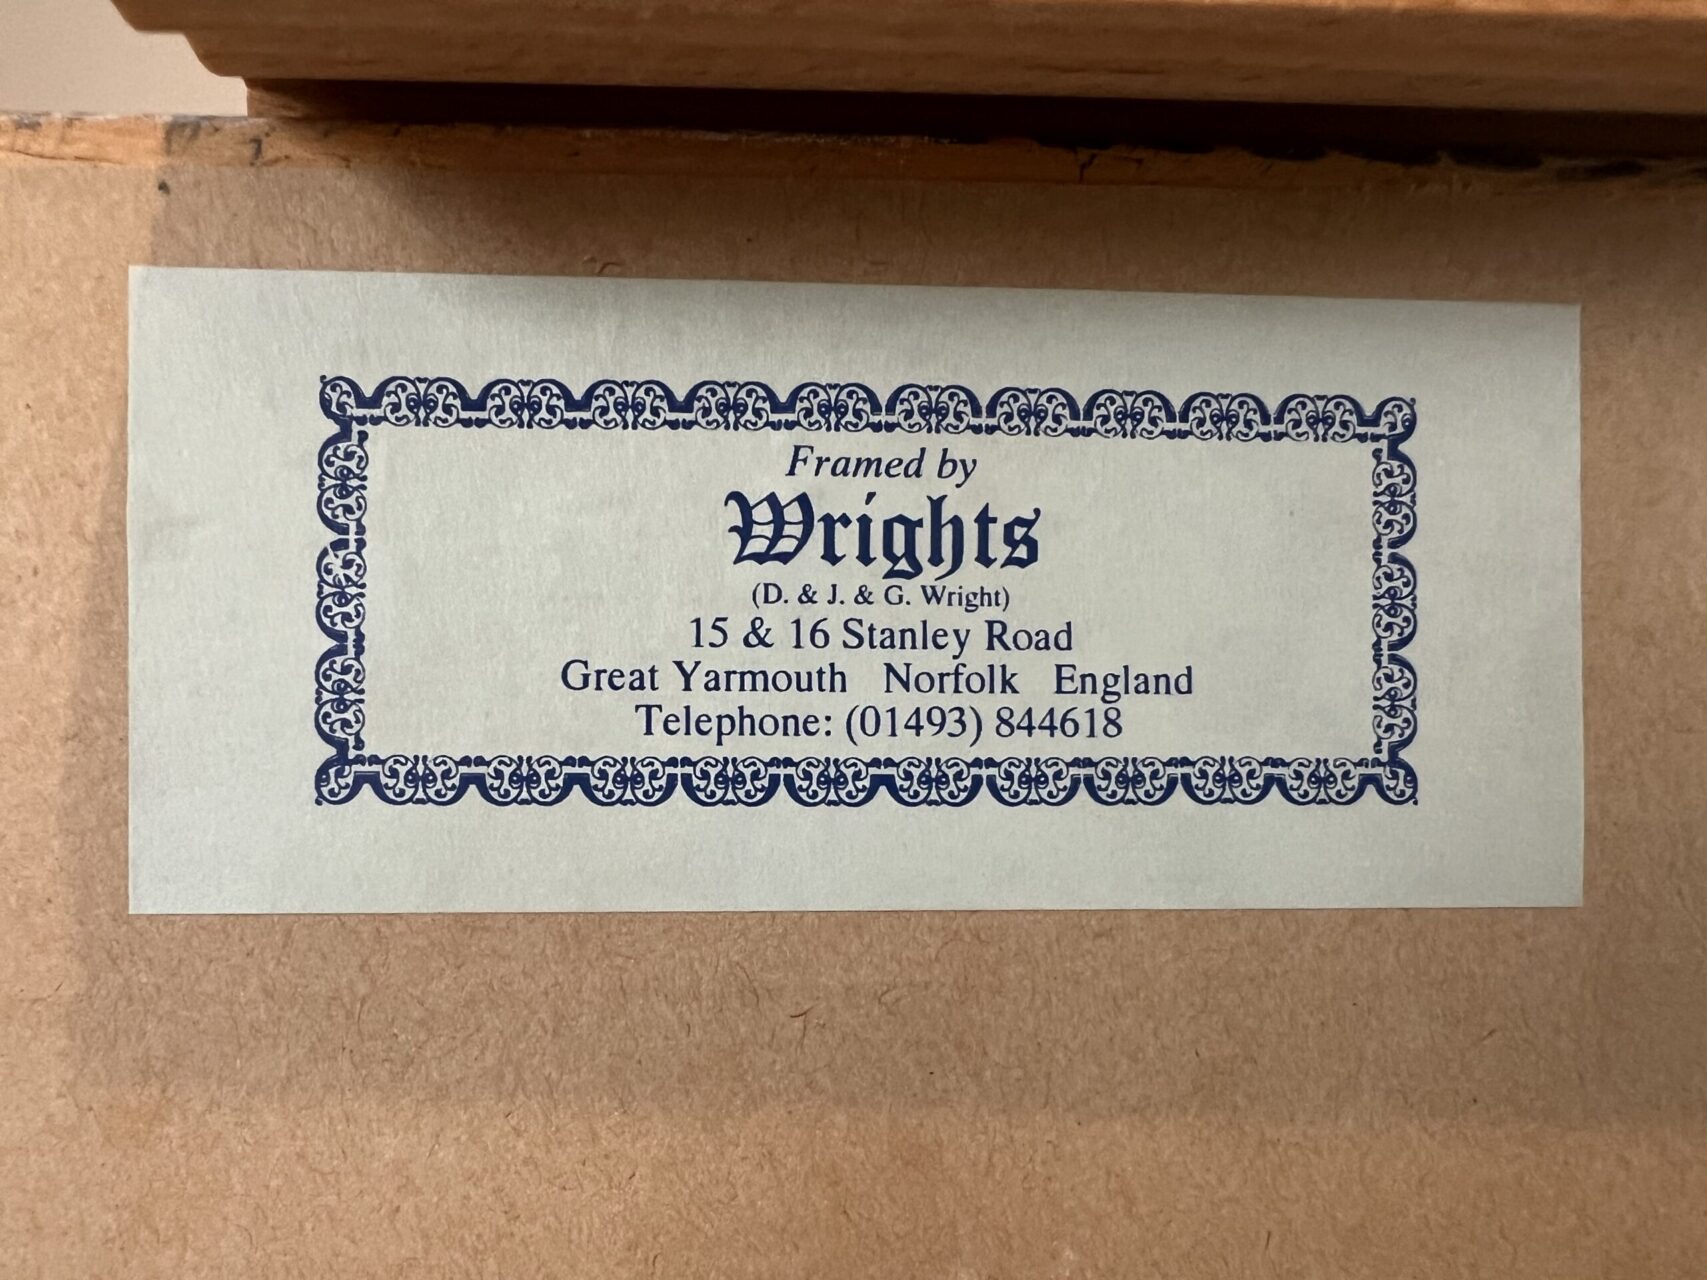 Framed by
Wrights
(D. & J. & G. Wright)
15 & 16 Stanley Road
Great Yarmouth Norfolk England
Telephone: (01493) 844618